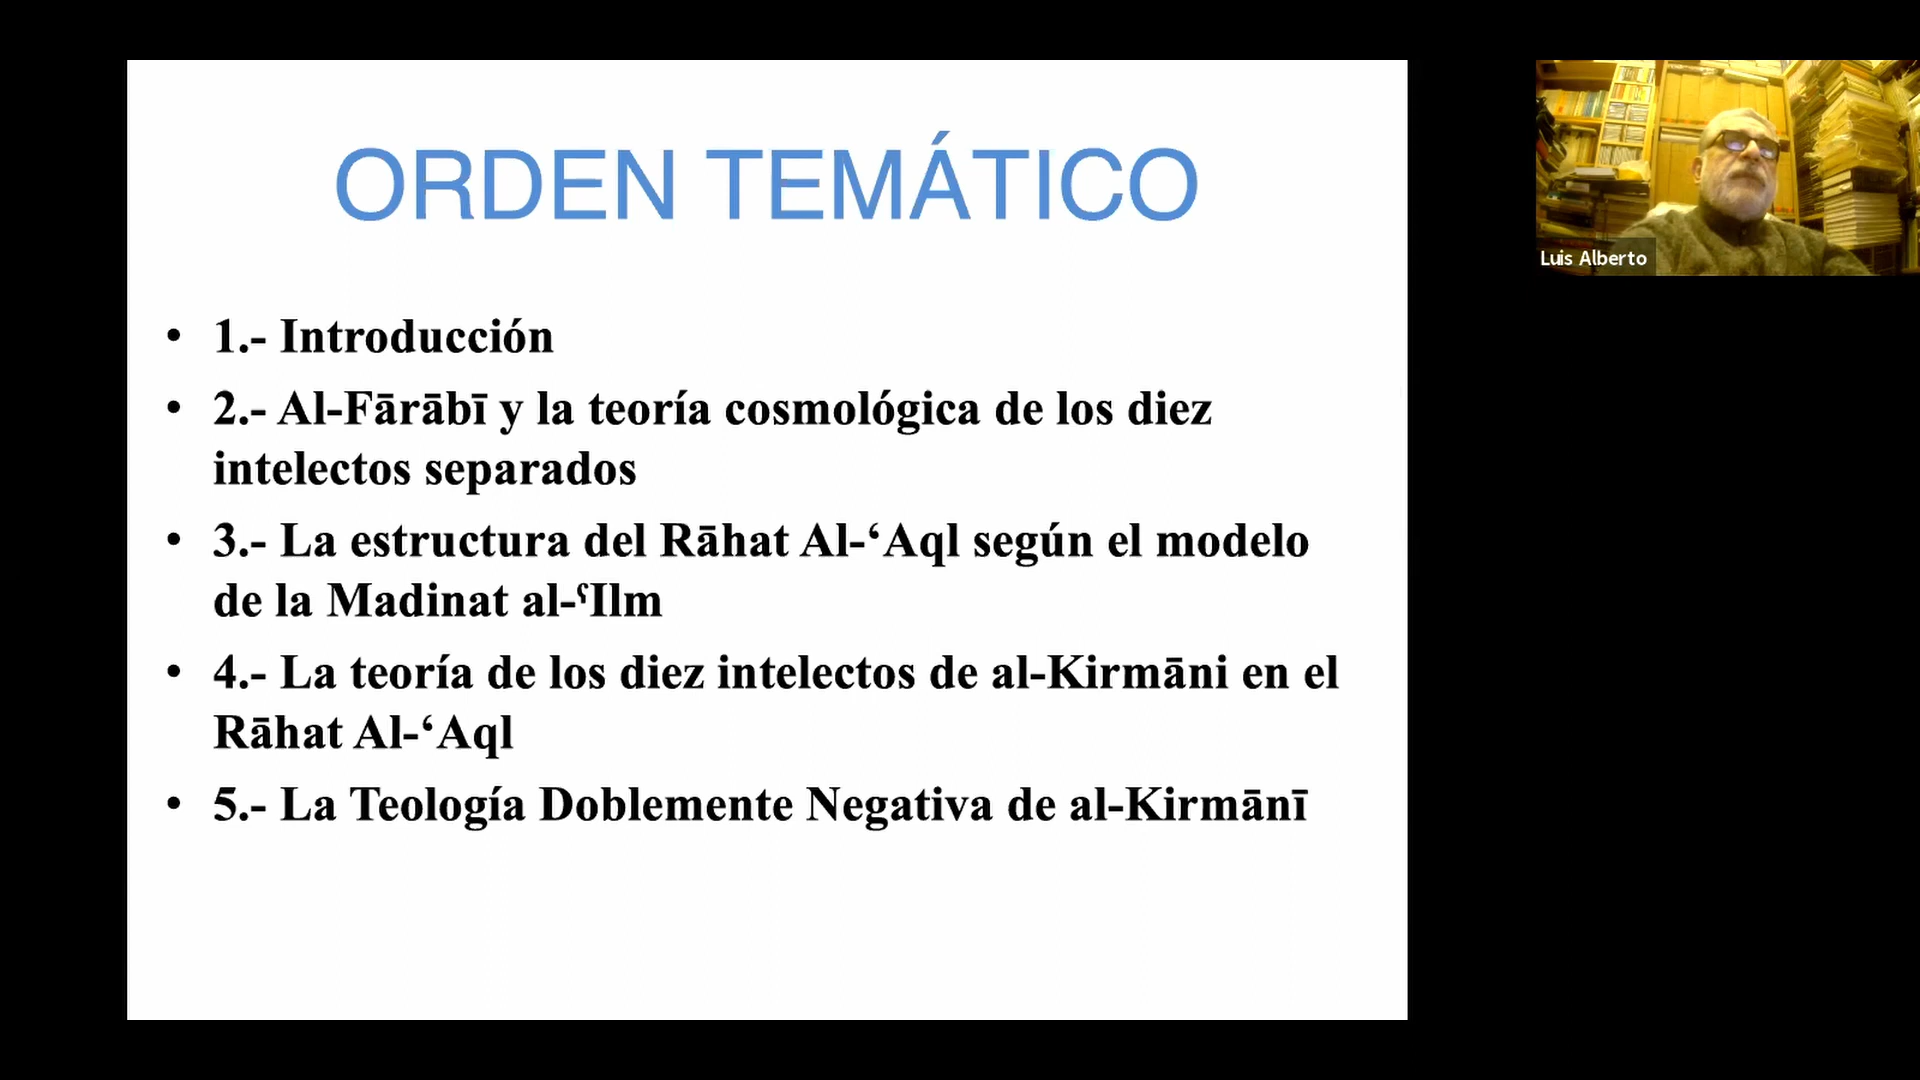 ORDEN TEMÁTICO
• 1.- Introducción
• 2.- Al-Fārābī y la teoría cosmológica de los diez
intelectos separados
• 3.- La estructura del Rāhat Al-‘Aql según el modelo
de la Madinat al-ˤIlm
• 4.- La teoría de los diez intelectos de al-Kirmāni en el
Rāhat Al-‘Aql
• 5.- La Teología Doblemente Negativa de al-Kirmānī
Luis Alberto